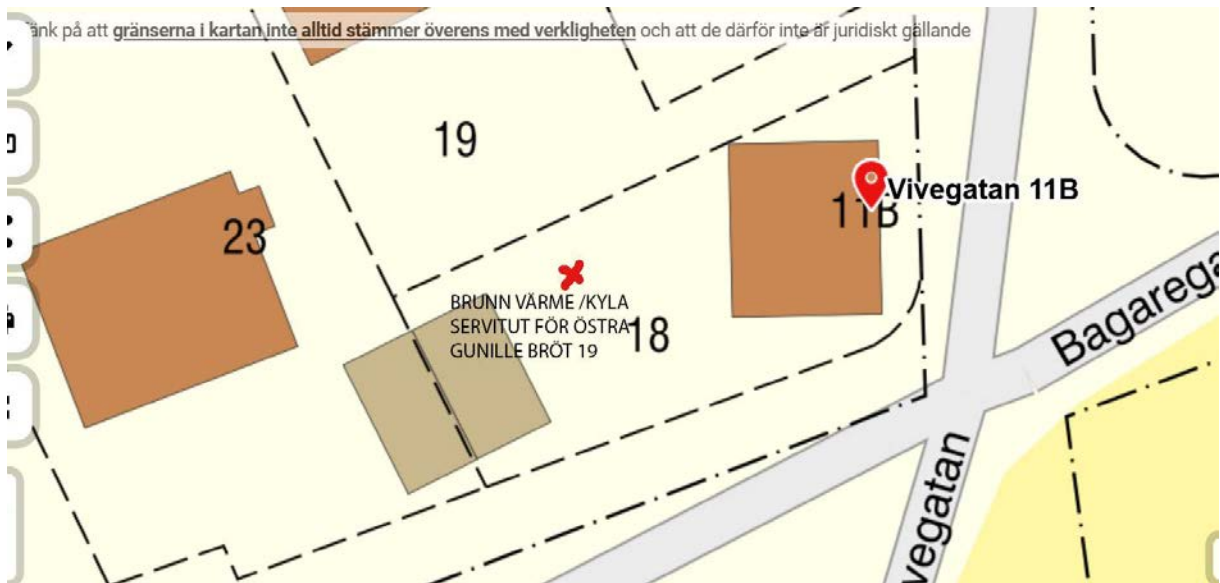 änk på att gränserna i kartan inte alltid stämmer överens med verkligheten och att de därför inte är juridiskt gällande
19
23
11B
Vivegatan 11B
BRUNN VÄRME /KYLA
SERVITUT FÖR ÖSTRA
GUNILLE BRÖT 19
18
Bagarega
vegatan